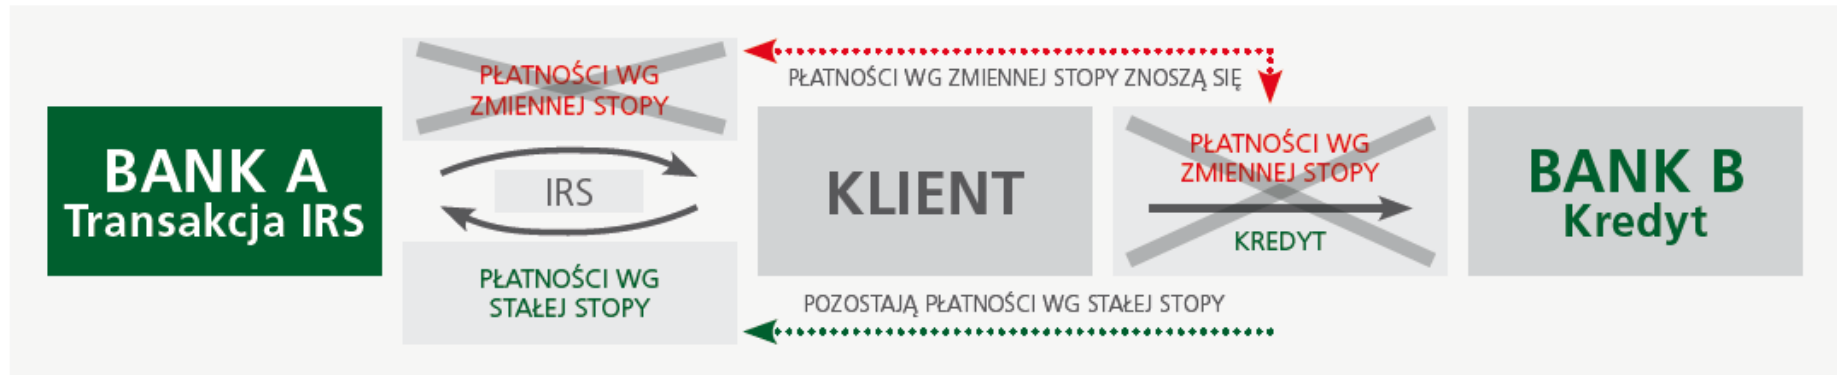 BANK A
Transakcja IRS
PŁATNOŚCI WG
ZMIENNEJ STOPY
IRS
PŁATNOŚCI WG
STAŁEJ STOPY
PŁATNOŚCI WG ZMIENNEJ STOPY ZNOSZĄ SIĘ
KLIENT
PŁATNOŚCI WG
ZMIENNEJ STOPY
KREDYT
POZOSTAJĄ PŁATNOŚCI WG STAŁEJ STOPY
BANK B
Kredyt